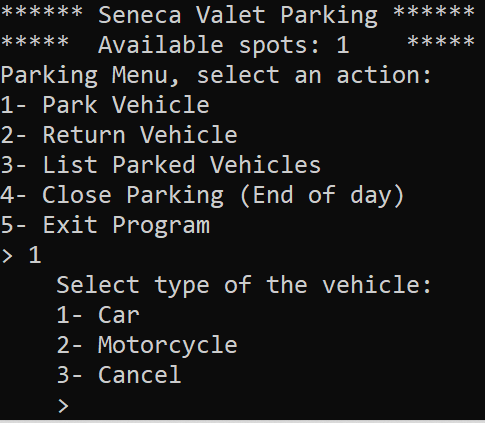 ****** Seneca Valet Parking ******
*****  Available spots: 1    *****
Parking Menu, select an action:
1- Park Vehicle
2- Return Vehicle
3- List Parked Vehicles
4- Close Parking (End of day)
5- Exit Program
> 1
    Select type of the vehicle:
    1- Car
    2- Motorcycle
    3- Cancel
    >